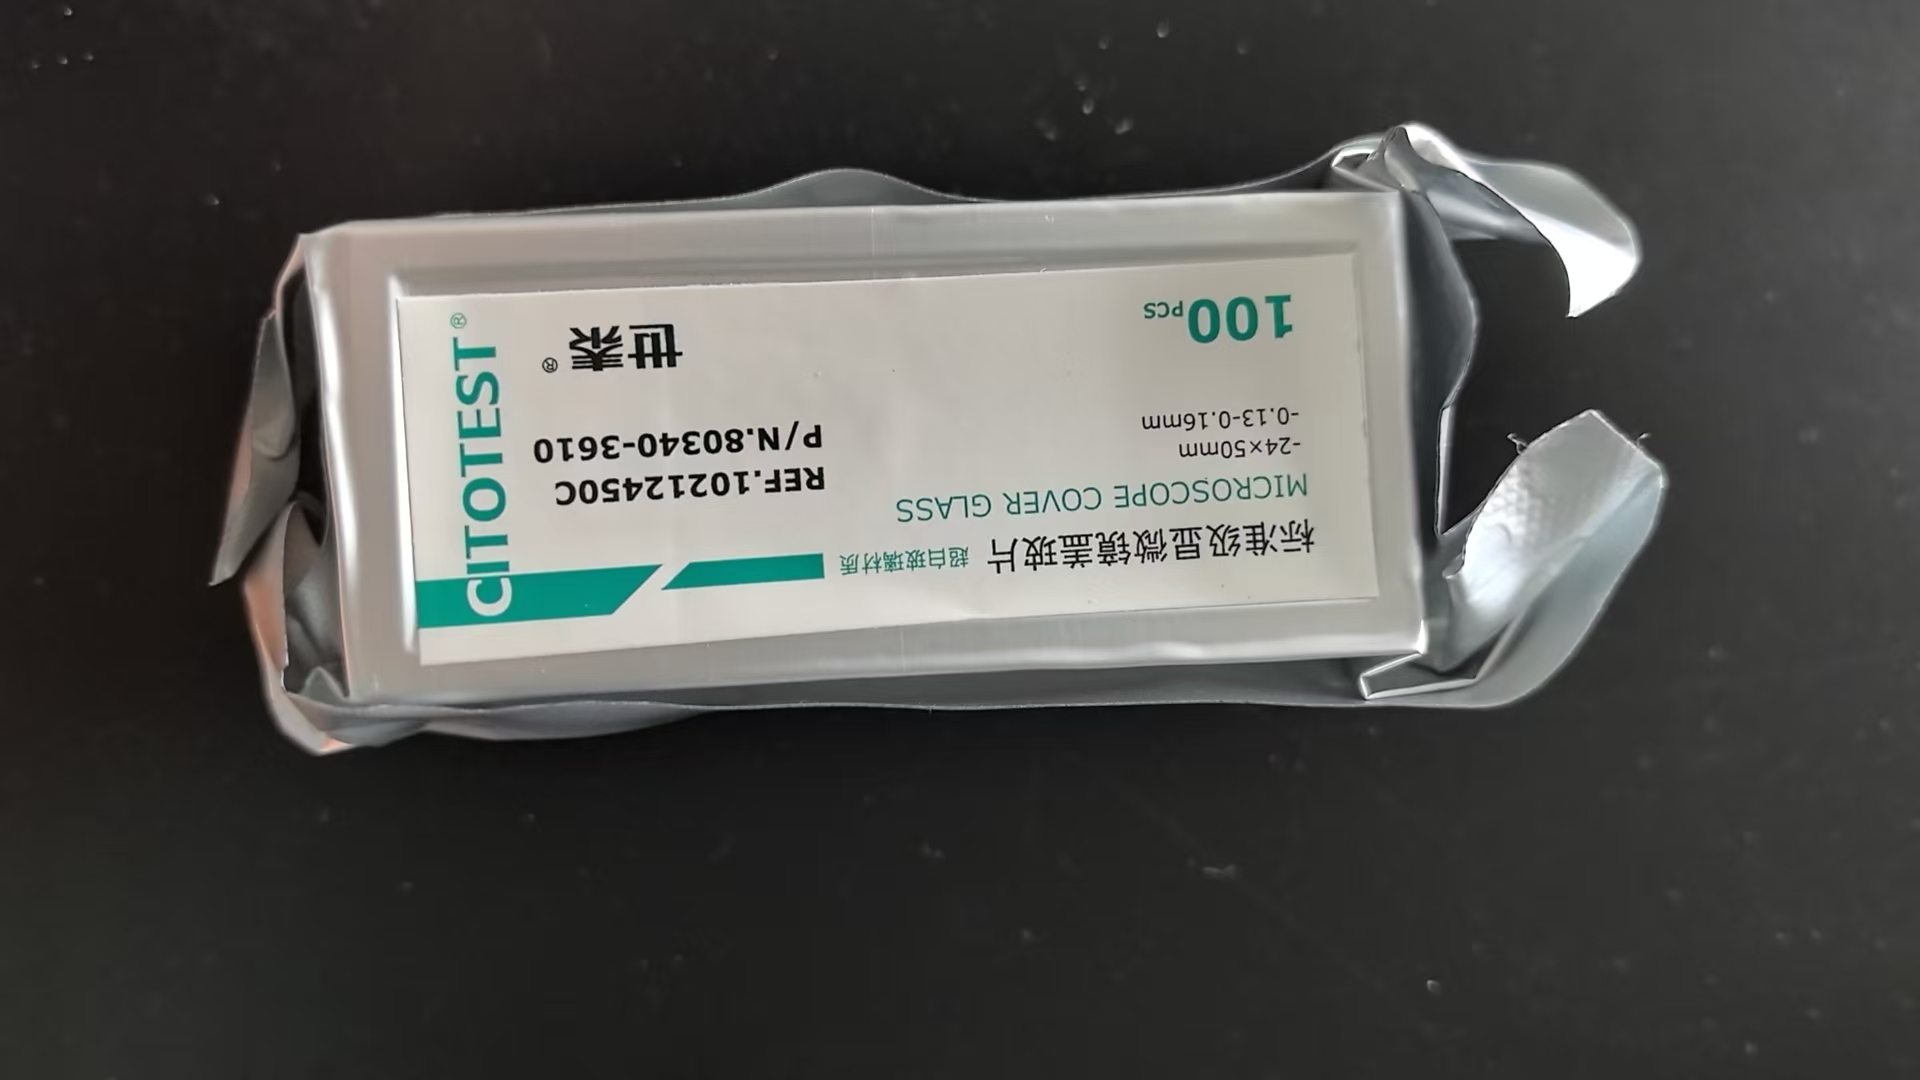 标准级显微镜盖玻片 超白玻璃材质
MICROSCOPE COVER GLASS
-24×50mm
-0.13-0.16mm
REF.10212450C
P/N.80340-3610
100PCS
世泰®
CITOTEST®